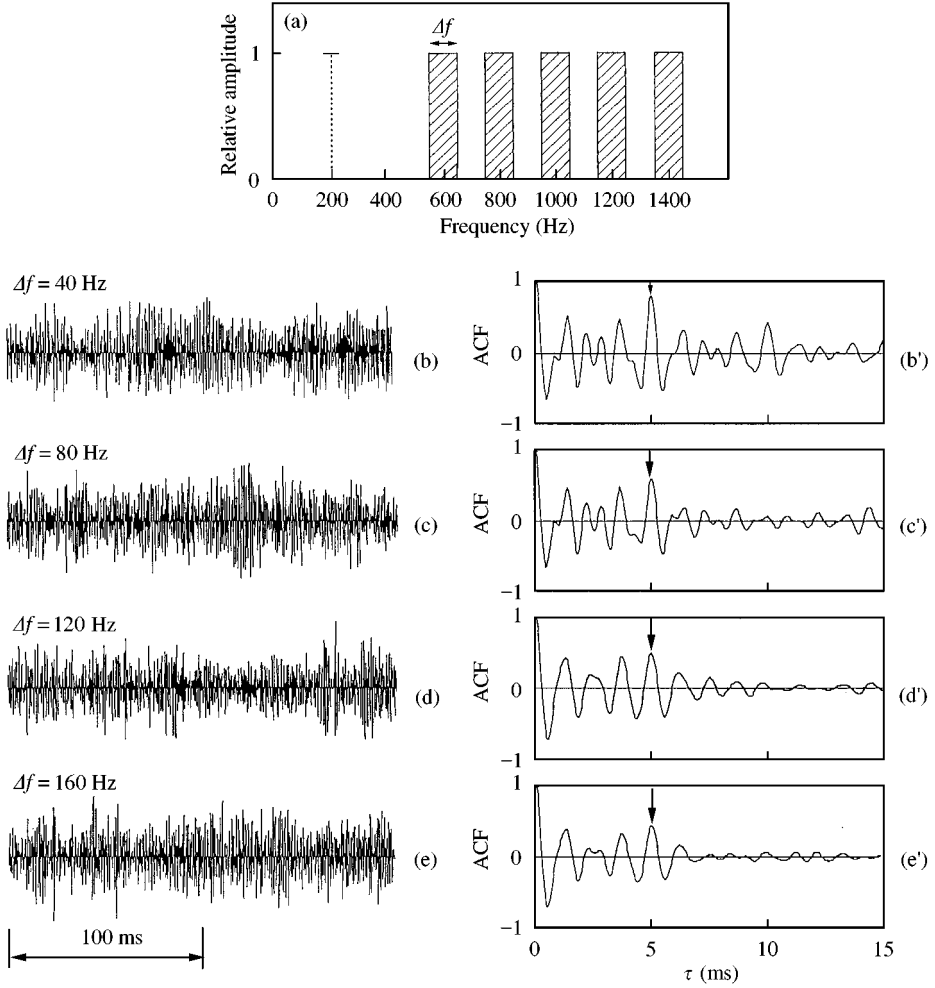 (a)
Δf
Relative amplitude
1
0
0 200 400 600 800 1000 1200 1400
Frequency (Hz)
Δf = 40 Hz
(b)
1
ACF
0
−1
(b')
Δf = 80 Hz
(c)
1
ACF
0
−1
(c')
Δf = 120 Hz
(d)
1
ACF
0
−1
(d')
Δf = 160 Hz
(e)
1
ACF
0
−1
(e')
100 ms
0 5 10 15
τ (ms)